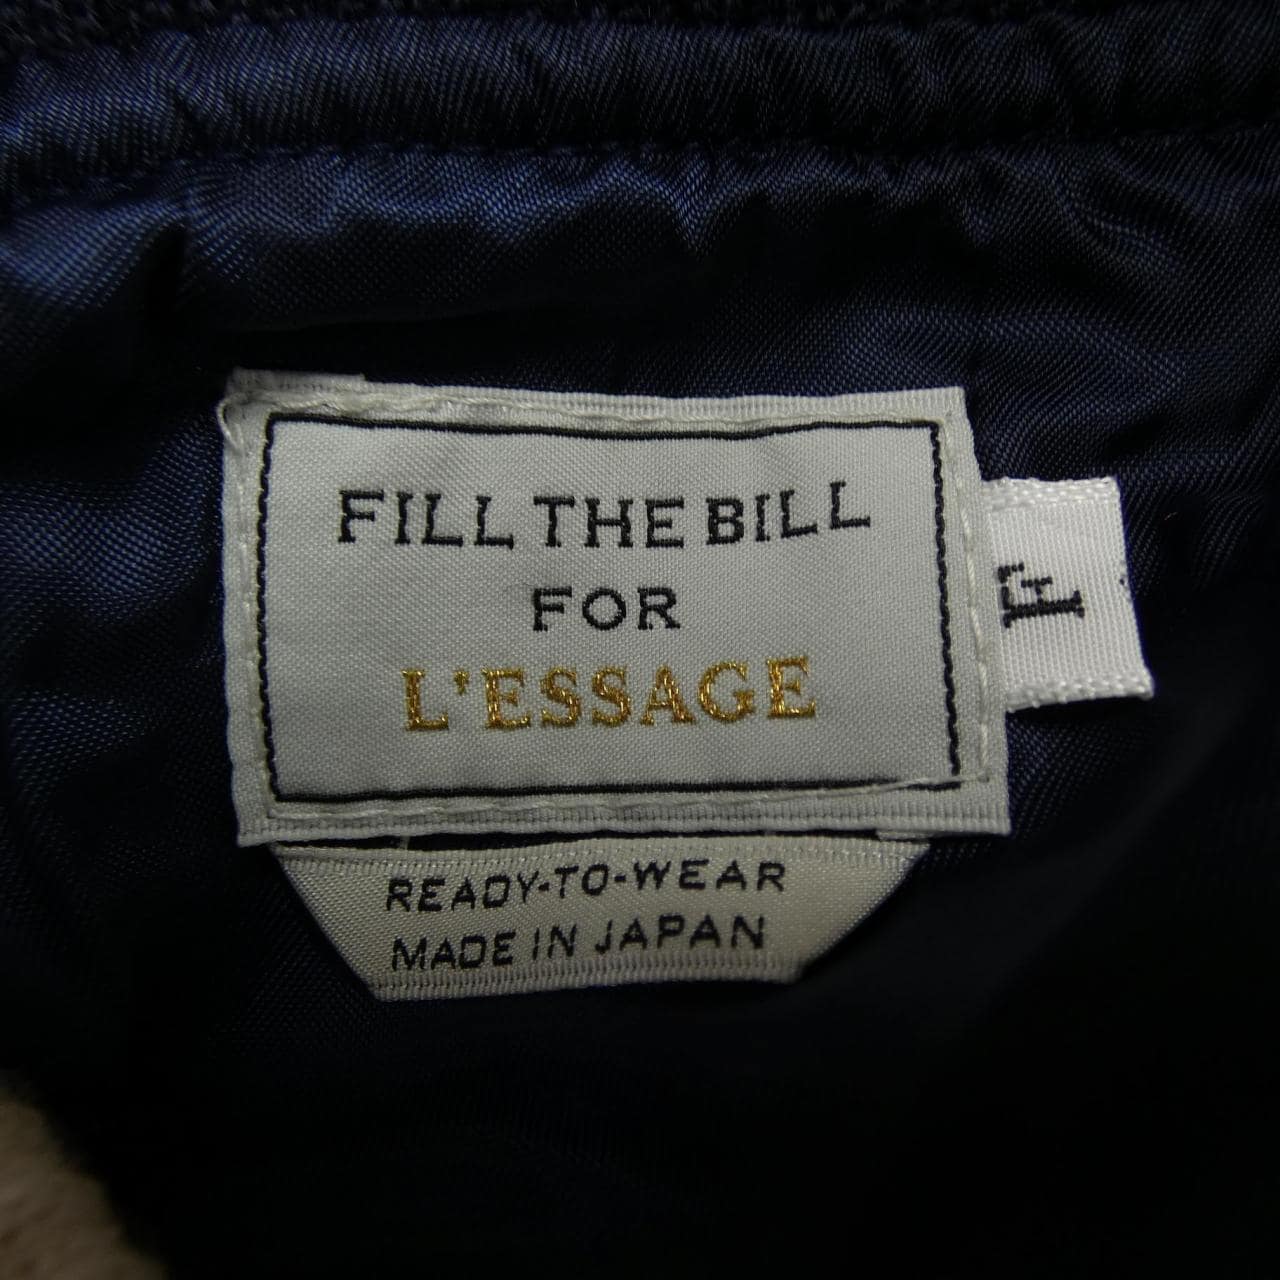 FILL THE BILL
FOR
L'ESSAGE
F
READY-TO-WEAR
MADE IN JAPAN